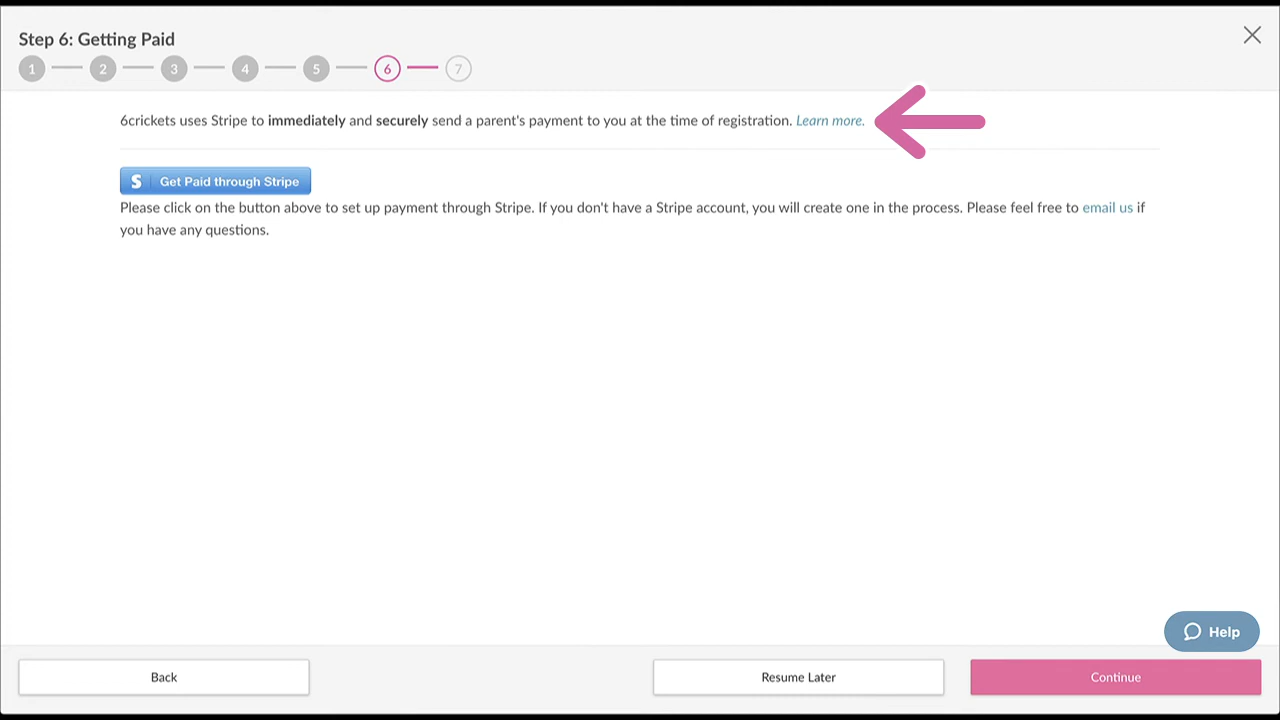 Step 6: Getting Paid
1 2 3 4 5 6 7
6crickets uses Stripe to immediately and securely send a parent's payment to you at the time of registration. Learn more.
S Get Paid through Stripe
Please click on the button above to set up payment through Stripe. If you don't have a Stripe account, you will create one in the process. Please feel free to email us if
you have any questions.
Help
Back Resume Later Continue